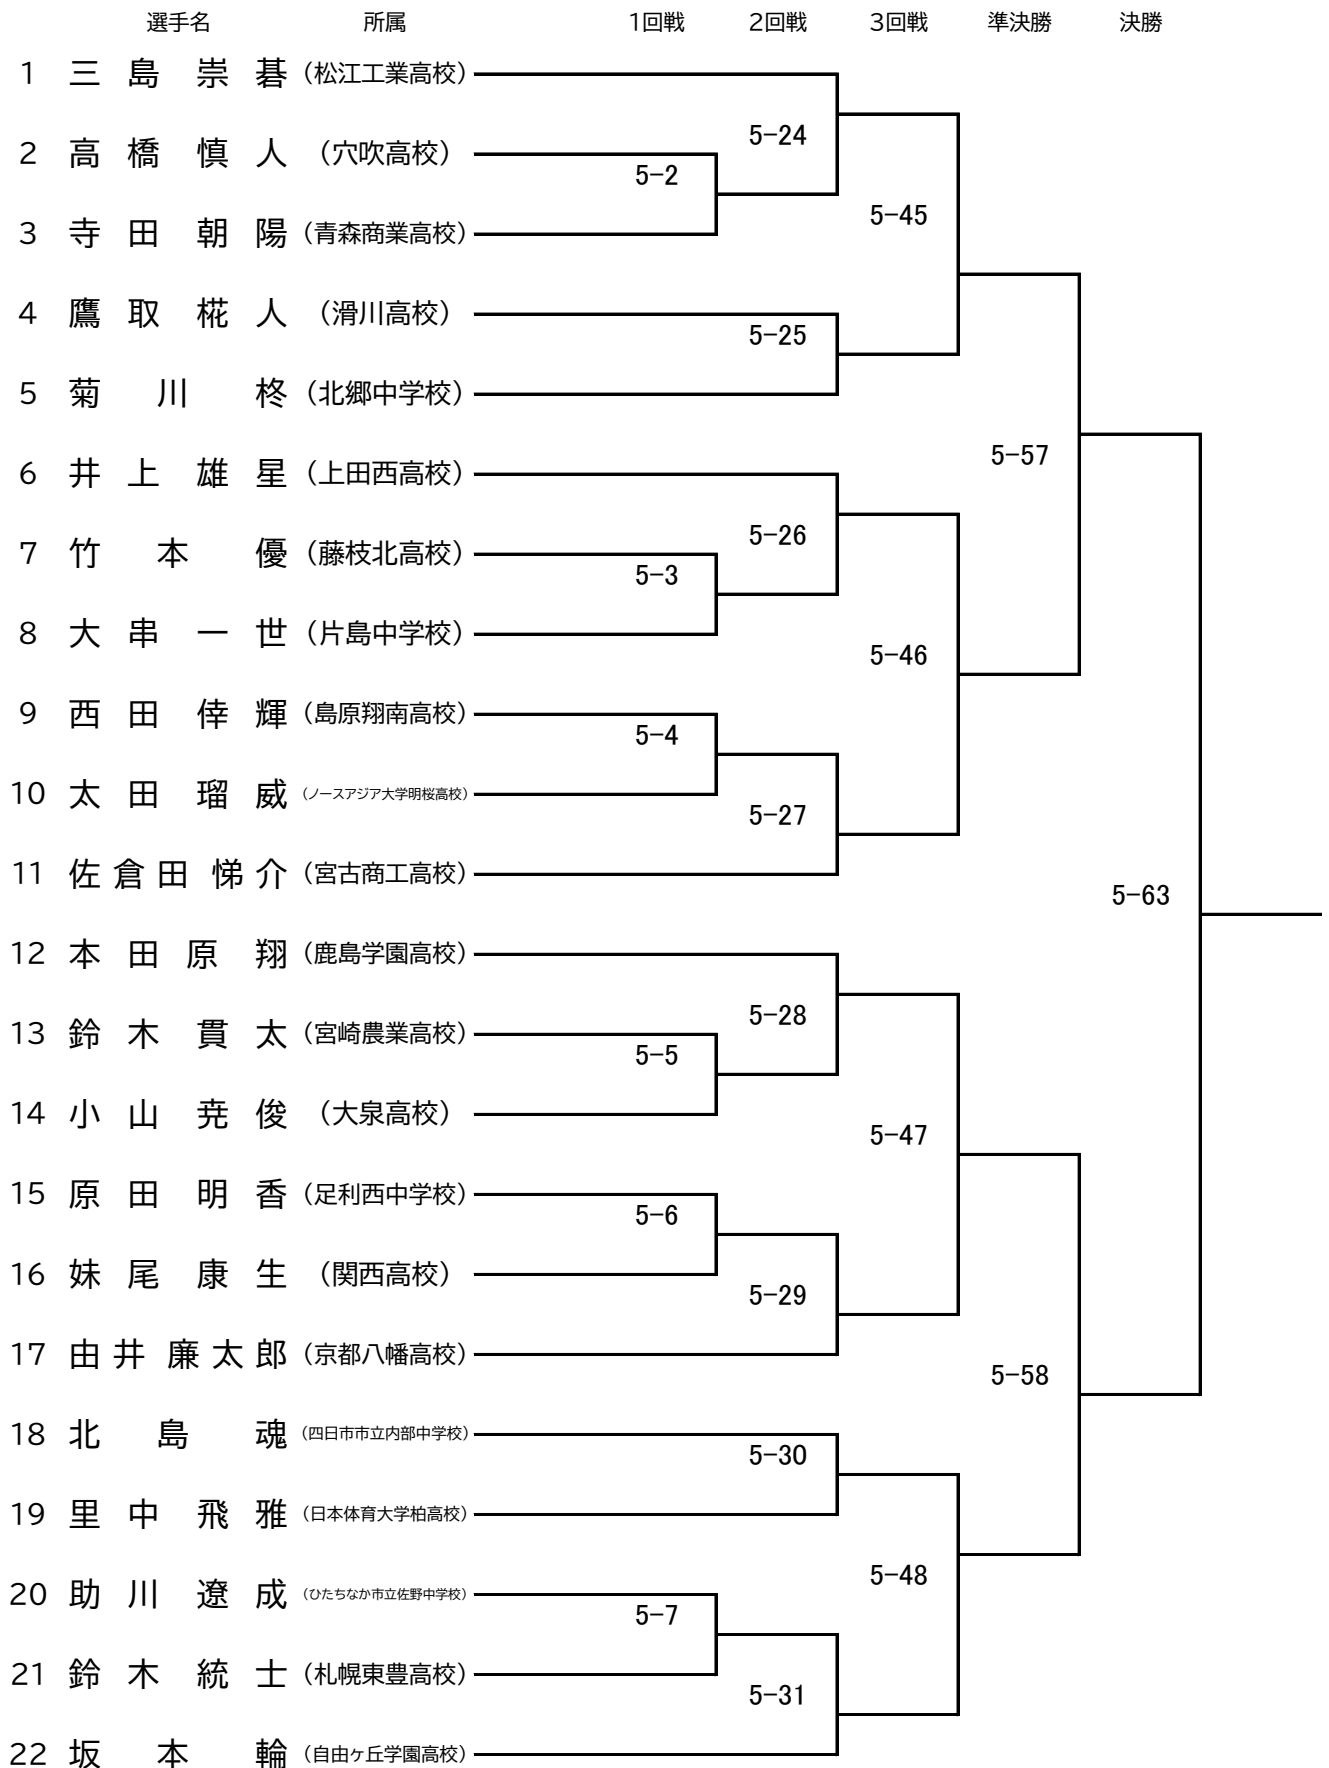 選手名 所属 1回戦 2回戦 3回戦 準決勝 決勝
1 三島 崇碁 (松江工業高校)
5-24
2 高橋 慎人 (穴吹高校)
5-2
5-45
3 寺田 朝陽 (青森商業高校)
4 鷹取 椛人 (滑川高校)
5-25
5 菊川 柊 (北郷中学校)
5-57
6 井上 雄星 (上田西高校)
5-26
7 竹本 優 (藤枝北高校)
5-3
8 大串 一世 (片島中学校)
5-46
9 西田 倖輝 (島原翔南高校)
5-4
10 太田 瑠威 (ノースアジア大学明桜高校)
5-27
11 佐倉田 悌介 (宮古商工高校)
5-63
12 本田原 翔 (鹿島学園高校)
5-28
13 鈴木 貫太 (宮崎農業高校)
5-5
14 小山 尭俊 (大泉高校)
5-47
15 原田 明香 (足利西中学校)
5-6
16 妹尾 康生 (関西高校)
5-29
17 由井 廉太郎 (京都八幡高校)
5-58
18 北島 魂 (四日市市立内部中学校)
5-30
19 里中 飛雅 (日本体育大学柏高校)
5-48
20 助川 遼成 (ひたちなか市立佐野中学校)
5-7
21 鈴木 統士 (札幌東豊高校)
5-31
22 坂本 輪 (自由ヶ丘学園高校)